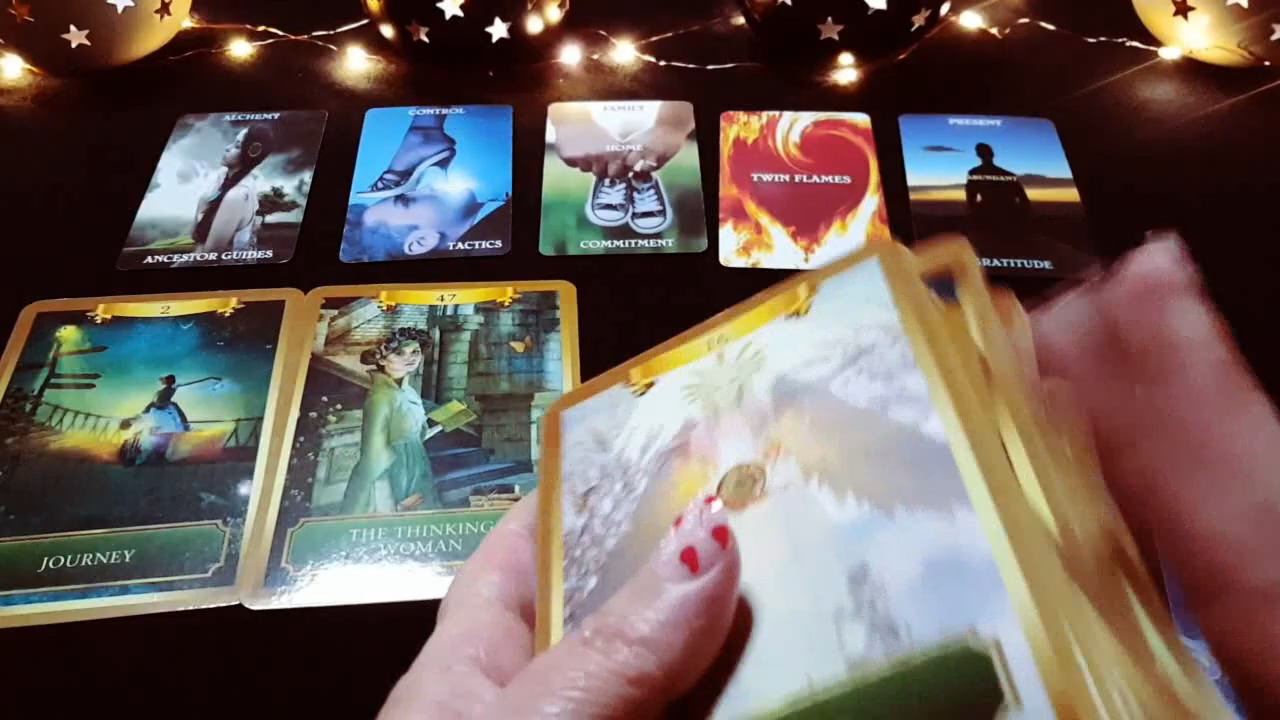 ALCHEMY
ANCESTOR GUIDES
CONTROL
TACTICS
FAMILY
HOME
COMMITMENT
TWIN FLAMES
PRESENT
ABUNDANT
GRATITUDE
2
JOURNEY
47
THE THINKING
WOMAN